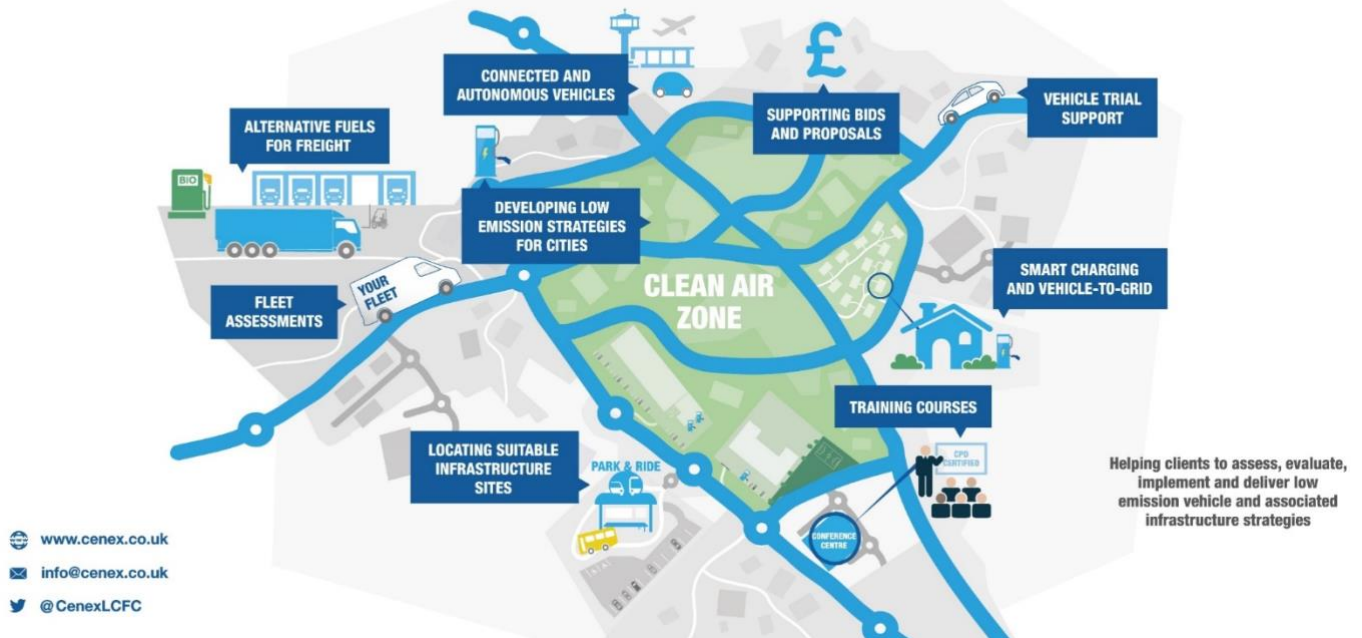 CONNECTED AND
AUTONOMOUS VEHICLES
£
SUPPORTING BIDS
AND PROPOSALS
VEHICLE TRIAL
SUPPORT
ALTERNATIVE FUELS
FOR FREIGHT
BIO
DEVELOPING LOW
EMISSION STRATEGIES
FOR CITIES
YOUR
FLEET
FLEET
ASSESSMENTS
CLEAN AIR
ZONE
SMART CHARGING
AND VEHICLE-TO-GRID
TRAINING COURSES
CPD
CERTIFIED
LOCATING SUITABLE
INFRASTRUCTURE
SITES
PARK & RIDE
CONFERENCE
CENTRE
Helping clients to assess, evaluate,
implement and deliver low
emission vehicle and associated
infrastructure strategies
www.cenex.co.uk
info@cenex.co.uk
@CenexLCFC